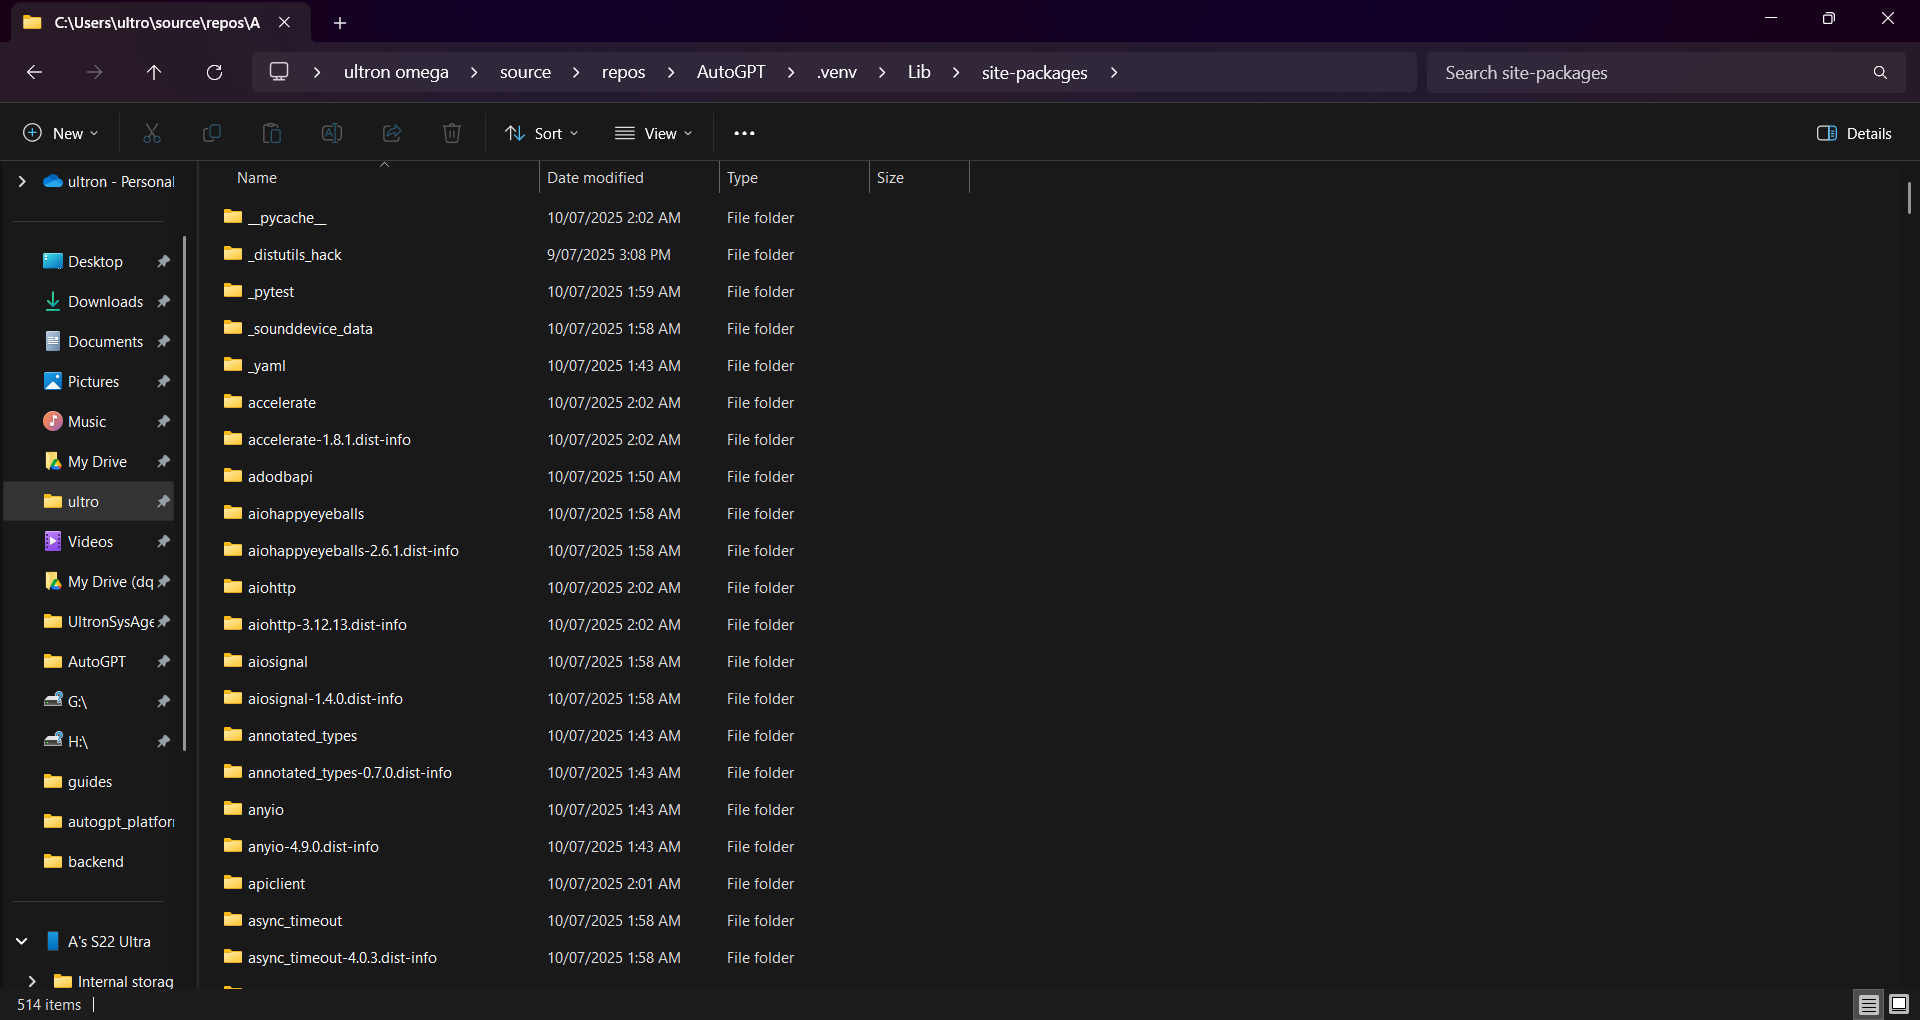 C:\Users\ultro\source\repos\A
ultron omega > source > repos > AutoGPT > .venv > Lib > site-packages >
Search site-packages
New
Sort
View
Details
ultron - Personal
Desktop
Downloads
Documents
Pictures
Music
My Drive
ultro
Videos
My Drive (dq
UltronSysAge
AutoGPT
G:\
H:\
guides
autogpt_platfor
backend
A's S22 Ultra
Internal storag
Name Date modified Type Size
__pycache__ 10/07/2025 2:02 AM File folder
_distutils_hack 9/07/2025 3:08 PM File folder
_pytest 10/07/2025 1:59 AM File folder
_sounddevice_data 10/07/2025 1:58 AM File folder
_yaml 10/07/2025 1:43 AM File folder
accelerate 10/07/2025 2:02 AM File folder
accelerate-1.8.1.dist-info 10/07/2025 2:02 AM File folder
adodbapi 10/07/2025 1:50 AM File folder
aiohappyeyeballs 10/07/2025 1:58 AM File folder
aiohappyeyeballs-2.6.1.dist-info 10/07/2025 1:58 AM File folder
aiohttp 10/07/2025 2:02 AM File folder
aiohttp-3.12.13.dist-info 10/07/2025 2:02 AM File folder
aiosignal 10/07/2025 1:58 AM File folder
aiosignal-1.4.0.dist-info 10/07/2025 1:58 AM File folder
annotated_types 10/07/2025 1:43 AM File folder
annotated_types-0.7.0.dist-info 10/07/2025 1:43 AM File folder
anyio 10/07/2025 1:43 AM File folder
anyio-4.9.0.dist-info 10/07/2025 1:43 AM File folder
apiclient 10/07/2025 2:01 AM File folder
async_timeout 10/07/2025 1:58 AM File folder
async_timeout-4.0.3.dist-info 10/07/2025 1:58 AM File folder
514 items